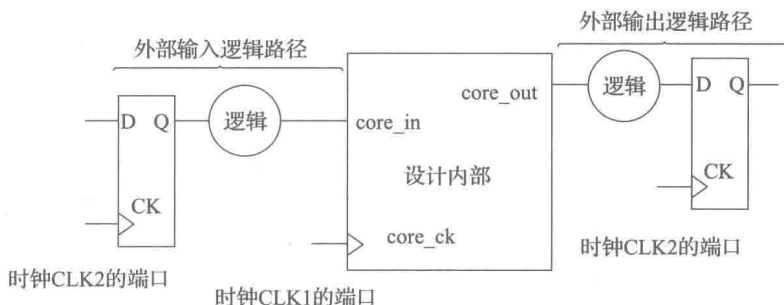 外部输入逻辑路径
外部输出逻辑路径
D Q
逻辑
CK
core_in
core_out
设计内部
core_ck
逻辑
D Q
CK
时钟CLK2的端口
时钟CLK1的端口
时钟CLK2的端口